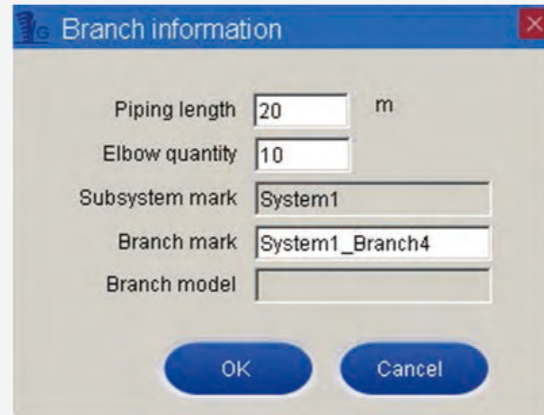 G Branch information
Piping length 20 m
Elbow quantity 10
Subsystem mark System1
Branch mark System1_Branch4
Branch model
OK Cancel